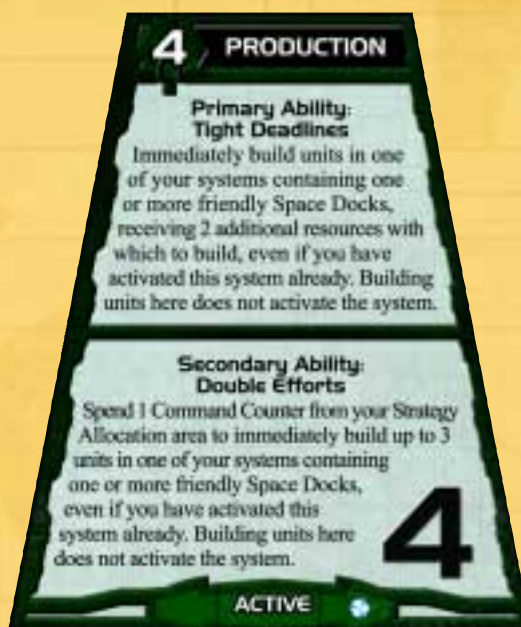 4 PRODUCTION
Primary Ability:
Tight Deadlines
Immediately build units in one
of your systems containing one
or more friendly Space Docks,
receiving 2 additional resources with
which to build, even if you have
activated this system already. Building
units here does not activate the system.
Secondary Ability:
Double Efforts
Spend 1 Command Counter from your Strategy
Allocation area to immediately build up to 3
units in one of your systems containing
one or more friendly Space Docks,
even if you have activated this
system already. Building units here
does not activate the system.
4
ACTIVE